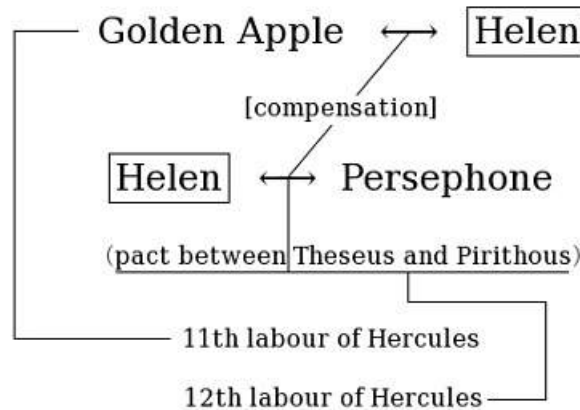 Golden Apple ↔ Helen
[compensation]
Helen ↔ Persephone
(pact between Theseus and Pirithous)
11th labour of Hercules
12th labour of Hercules